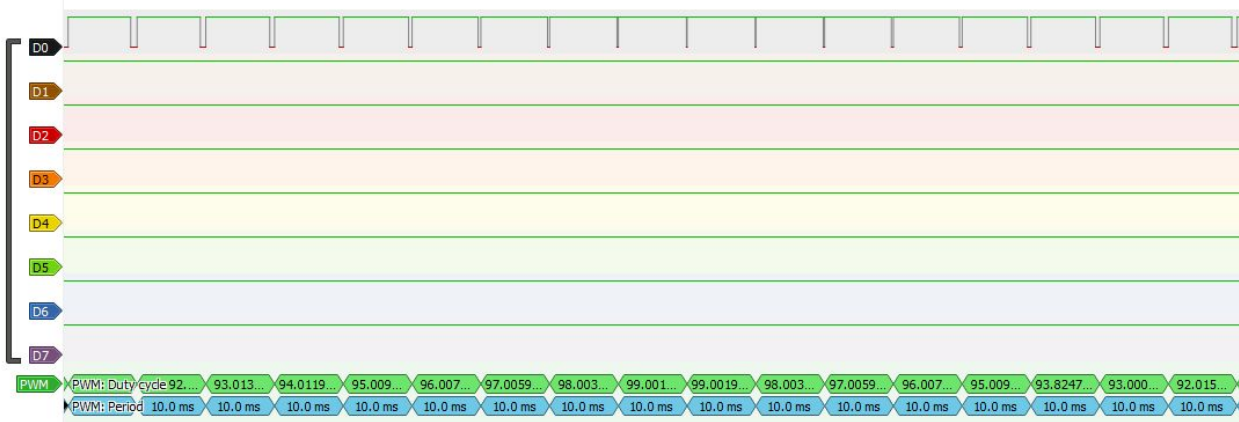 D0
D1
D2
D3
D4
D5
D6
D7
PWM PWM: Duty cycle 92.... 93.013... 94.0119... 95.009... 96.007... 97.0059... 98.003... 99.001... 99.0019... 98.003... 97.0059... 96.007... 95.009... 93.8247... 93.000... 92.015...
PWM: Period 10.0 ms 10.0 ms 10.0 ms 10.0 ms 10.0 ms 10.0 ms 10.0 ms 10.0 ms 10.0 ms 10.0 ms 10.0 ms 10.0 ms 10.0 ms 10.0 ms 10.0 ms 10.0 ms